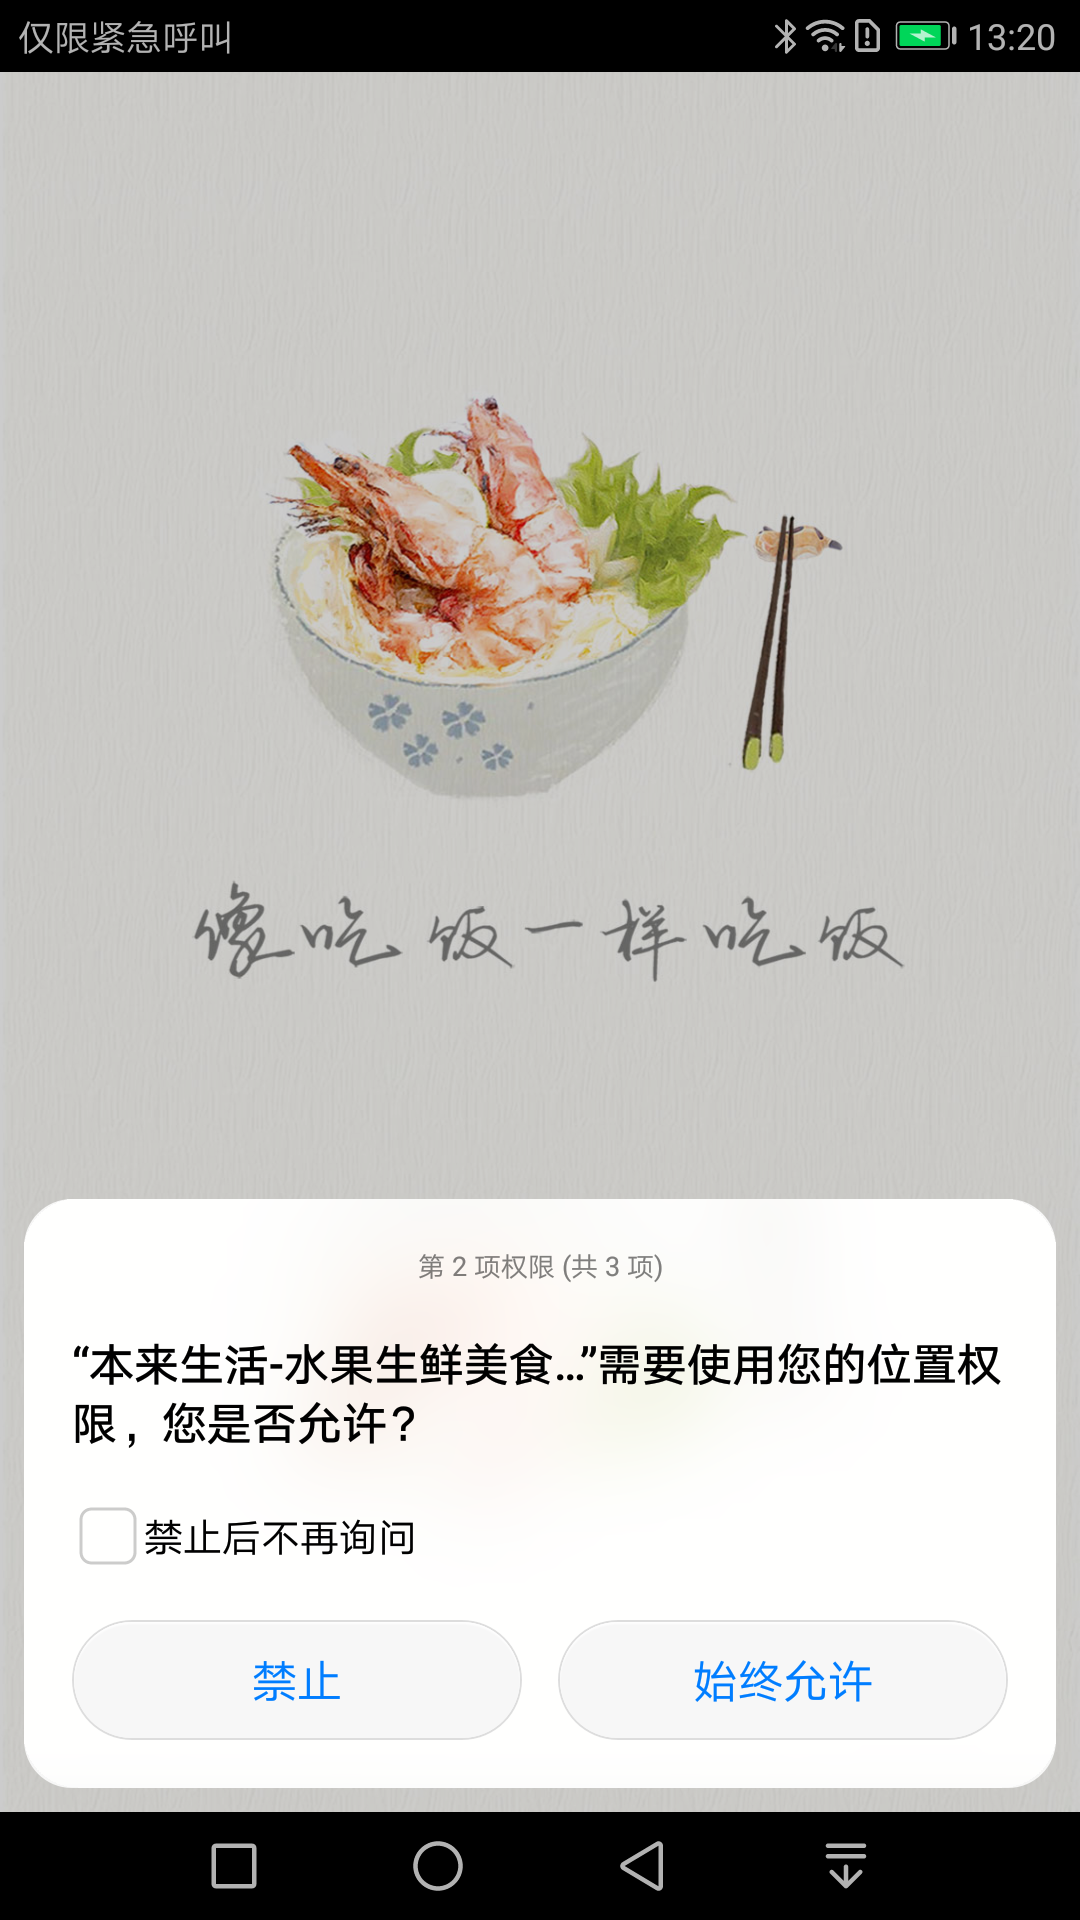 仅限紧急呼叫
13:20
像吃饭一样吃饭
第 2 项权限 (共 3 项)
“本来生活-水果生鲜美食...”需要使用您的位置权
限，您是否允许？
禁止后不再询问
禁止
始终允许